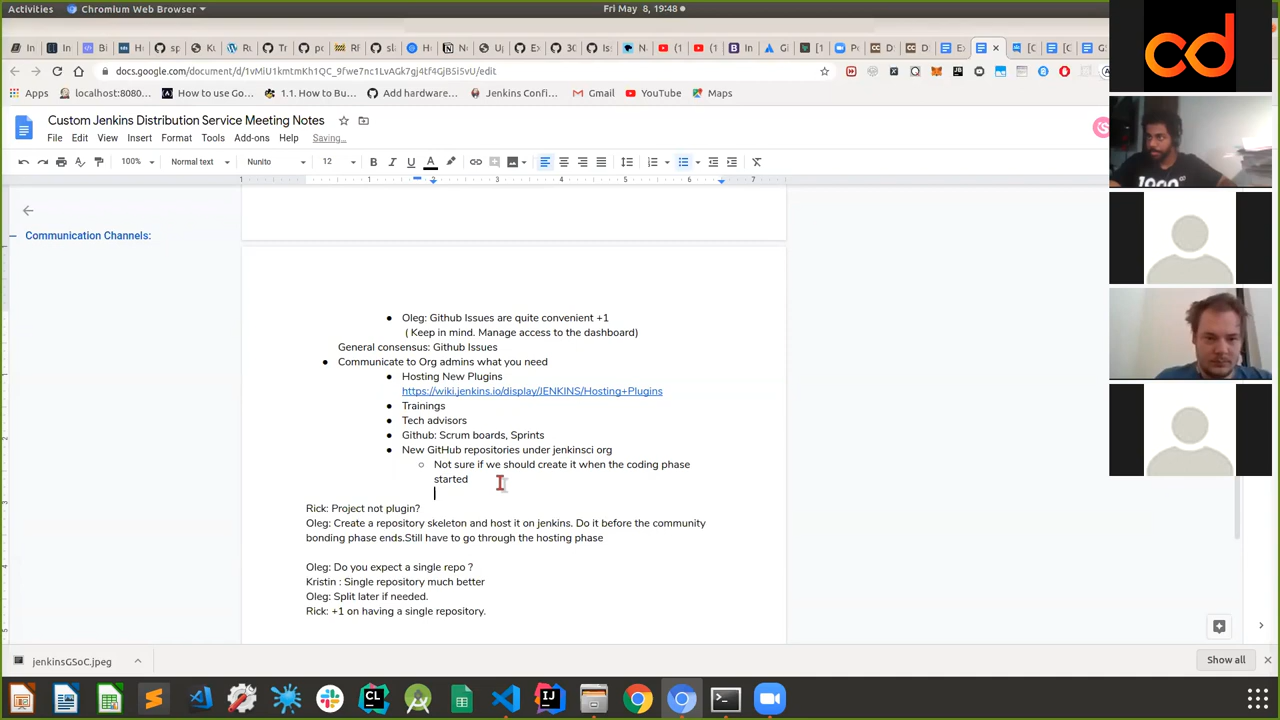 Activities Chromium Web Browser Fri May 8, 19:48
docs.google.com/document/d/1vMiU1kmtmKh1QC_9fwe7nc1LvAGk7gj4tf4GjB5i5vU/edit
Apps localhost:8080... How to use Go... 1.1. How to Bu... Add hardware... Jenkins Confi... Gmail YouTube Maps
Custom Jenkins Distribution Service Meeting Notes
File Edit View Insert Format Tools Add-ons Help Saving...
100% Normal text Nunito 12
Communication Channels:
● Oleg: Github Issues are quite convenient +1
( Keep in mind. Manage access to the dashboard)
General consensus: Github Issues
● Communicate to Org admins what you need
● Hosting New Plugins
https://wiki.jenkins.io/display/JENKINS/Hosting+Plugins
● Trainings
● Tech advisors
● Github: Scrum boards, Sprints
● New GitHub repositories under jenkinsci org
○ Not sure if we should create it when the coding phase
started
Rick: Project not plugin?
Oleg: Create a repository skeleton and host it on jenkins. Do it before the community
bonding phase ends.Still have to go through the hosting phase
Oleg: Do you expect a single repo ?
Kristin : Single repository much better
Oleg: Split later if needed.
Rick: +1 on having a single repository.
jenkinsGSoC.jpeg Show all